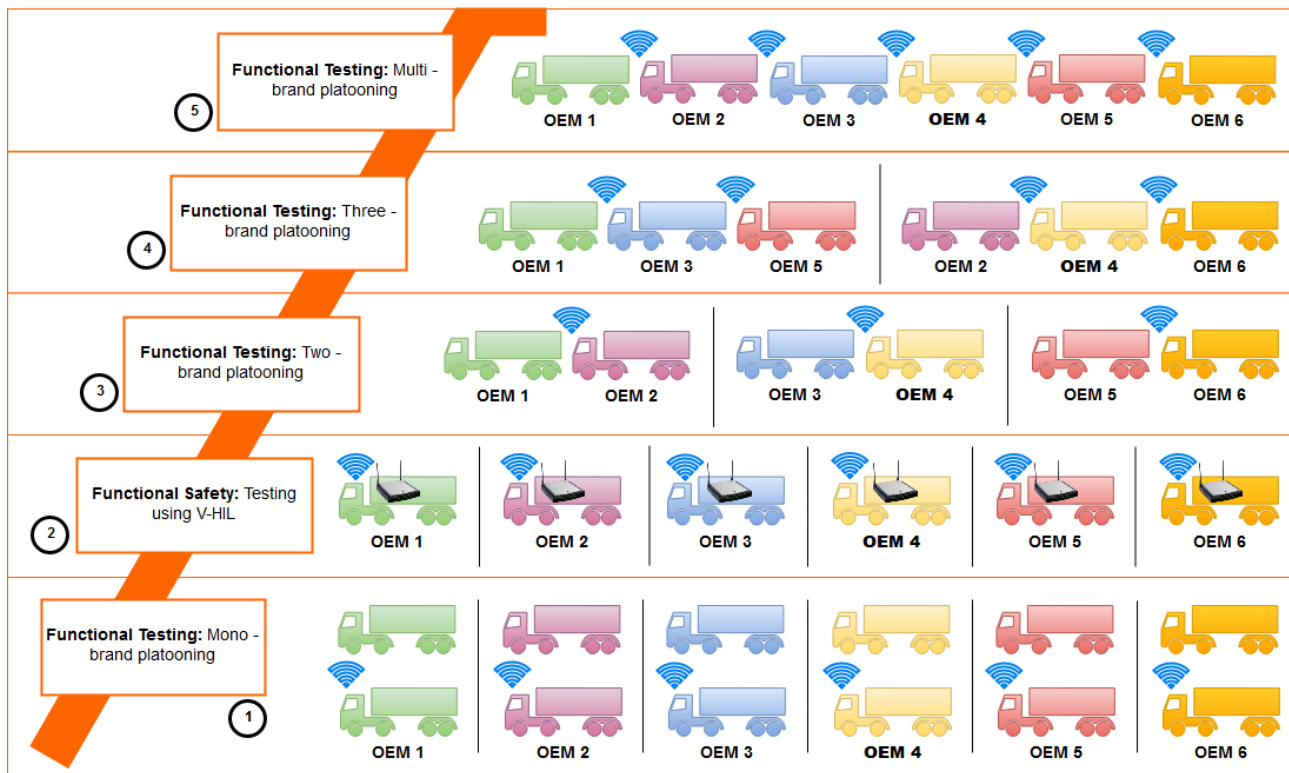 Functional Testing: Multi -
brand platooning
5
OEM 1 OEM 2 OEM 3 OEM 4 OEM 5 OEM 6
Functional Testing: Three -
brand platooning
4
OEM 1 OEM 3 OEM 5 OEM 2 OEM 4 OEM 6
Functional Testing: Two -
brand platooning
3
OEM 1 OEM 2 OEM 3 OEM 4 OEM 5 OEM 6
Functional Safety: Testing
using V-HIL
2
OEM 1 OEM 2 OEM 3 OEM 4 OEM 5 OEM 6
Functional Testing: Mono -
brand platooning
1
OEM 1 OEM 2 OEM 3 OEM 4 OEM 5 OEM 6